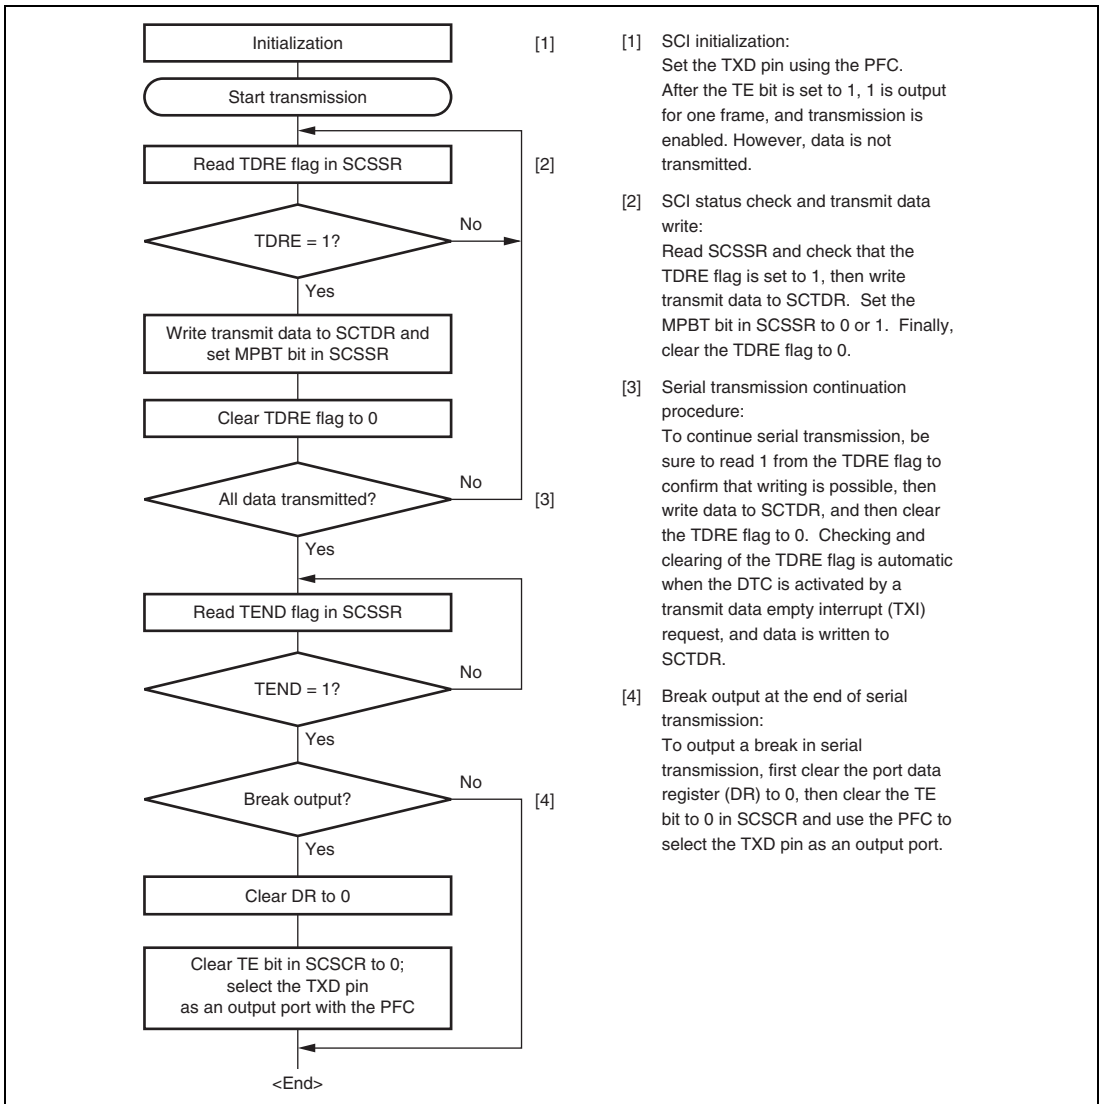 Initialization
[1]
Start transmission
Read TDRE flag in SCSSR
[2]
TDRE = 1?
No
Yes
Write transmit data to SCTDR and
set MPBT bit in SCSSR
Clear TDRE flag to 0
All data transmitted?
No
[3]
Yes
Read TEND flag in SCSSR
TEND = 1?
No
Yes
Break output?
No
[4]
Yes
Clear DR to 0
Clear TE bit in SCSCR to 0;
select the TXD pin
as an output port with the PFC
<End>
[1] SCI initialization:
Set the TXD pin using the PFC.
After the TE bit is set to 1, 1 is output
for one frame, and transmission is
enabled. However, data is not
transmitted.
[2] SCI status check and transmit data
write:
Read SCSSR and check that the
TDRE flag is set to 1, then write
transmit data to SCTDR.  Set the
MPBT bit in SCSSR to 0 or 1.  Finally,
clear the TDRE flag to 0.
[3] Serial transmission continuation
procedure:
To continue serial transmission, be
sure to read 1 from the TDRE flag to
confirm that writing is possible, then
write data to SCTDR, and then clear
the TDRE flag to 0.  Checking and
clearing of the TDRE flag is automatic
when the DTC is activated by a
transmit data empty interrupt (TXI)
request, and data is written to
SCTDR.
[4] Break output at the end of serial
transmission:
To output a break in serial
transmission, first clear the port data
register (DR) to 0, then clear the TE
bit to 0 in SCSCR and use the PFC to
select the TXD pin as an output port.